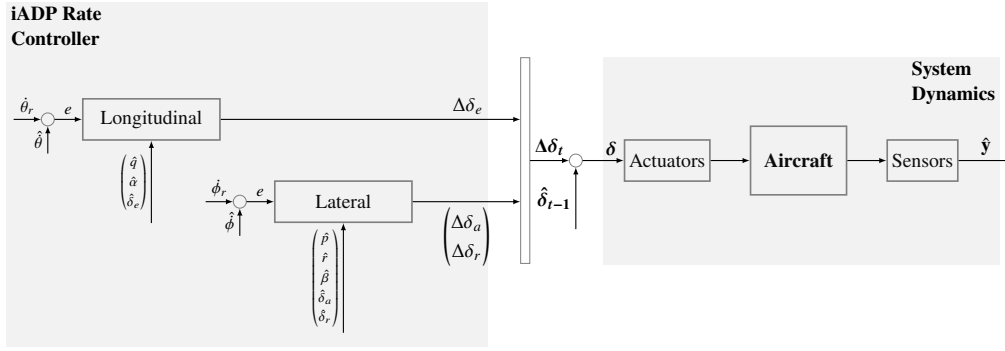 iADP Rate
Controller
System
Dynamics
θ̇_r
e
Longitudinal
Δδ_e
θ̇̂
q̂
α̂
δ̂_e
Δδ_t
δ
Actuators
Aircraft
Sensors
ŷ
δ̂_{t−1}
φ̇_r
e
Lateral
φ̇̂
Δδ_a
Δδ_r
p̂
r̂
β̂
δ̂_a
δ̂_r